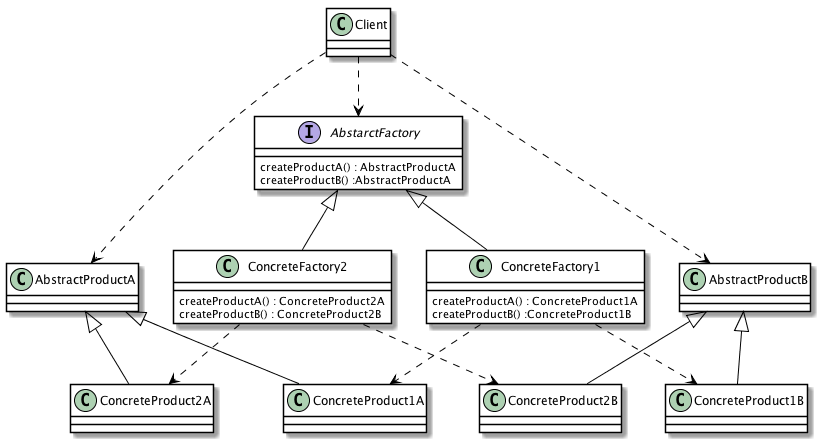 C Client
I AbstarctFactory
createProductA() : AbstractProductA
createProductB() :AbstractProductA
C ConcreteFactory2
createProductA() : ConcreteProduct2A
createProductB() : ConcreteProduct2B
C ConcreteFactory1
createProductA() : ConcreteProduct1A
createProductB() :ConcreteProduct1B
C AbstractProductA
C AbstractProductB
C ConcreteProduct2A
C ConcreteProduct1A
C ConcreteProduct2B
C ConcreteProduct1B